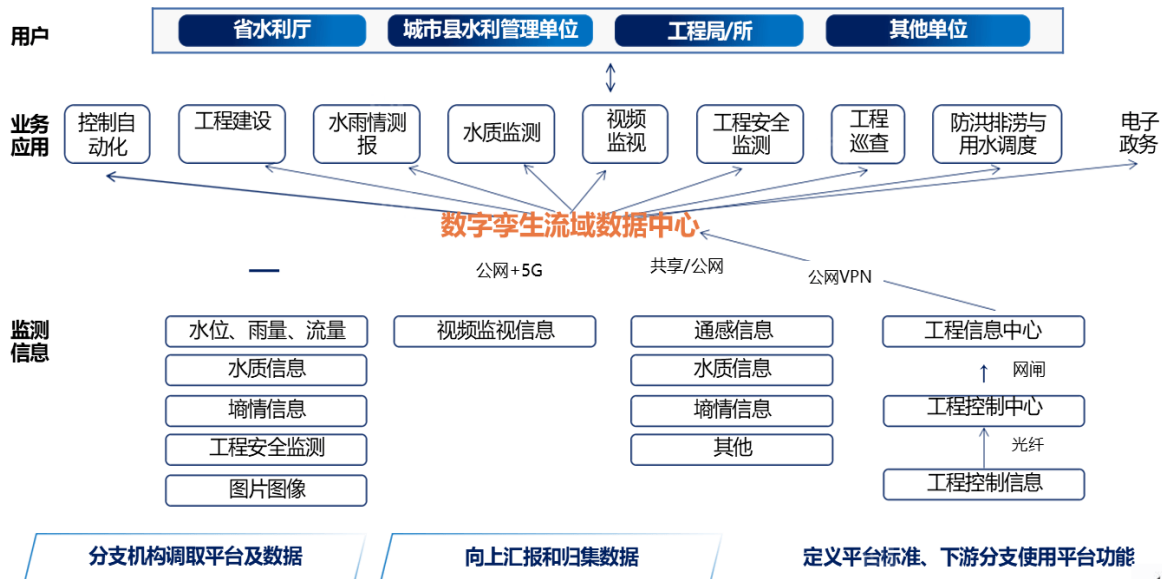 用户
省水利厅
城市县水利管理单位
工程局/所
其他单位
业务
应用
控制自
动化
工程建设
水雨情测
报
水质监测
视频
监视
工程安全
监测
工程
巡查
防洪排涝与
用水调度
电子
政务
数字孪生流域数据中心
公网+5G
共享/公网
公网VPN
监测
信息
水位、雨量、流量
水质信息
墒情信息
工程安全监测
图片图像
视频监视信息
通感信息
水质信息
墒情信息
其他
工程信息中心
网闸
工程控制中心
光纤
工程控制信息
分支机构调取平台及数据
向上汇报和归集数据
定义平台标准、下游分支使用平台功能